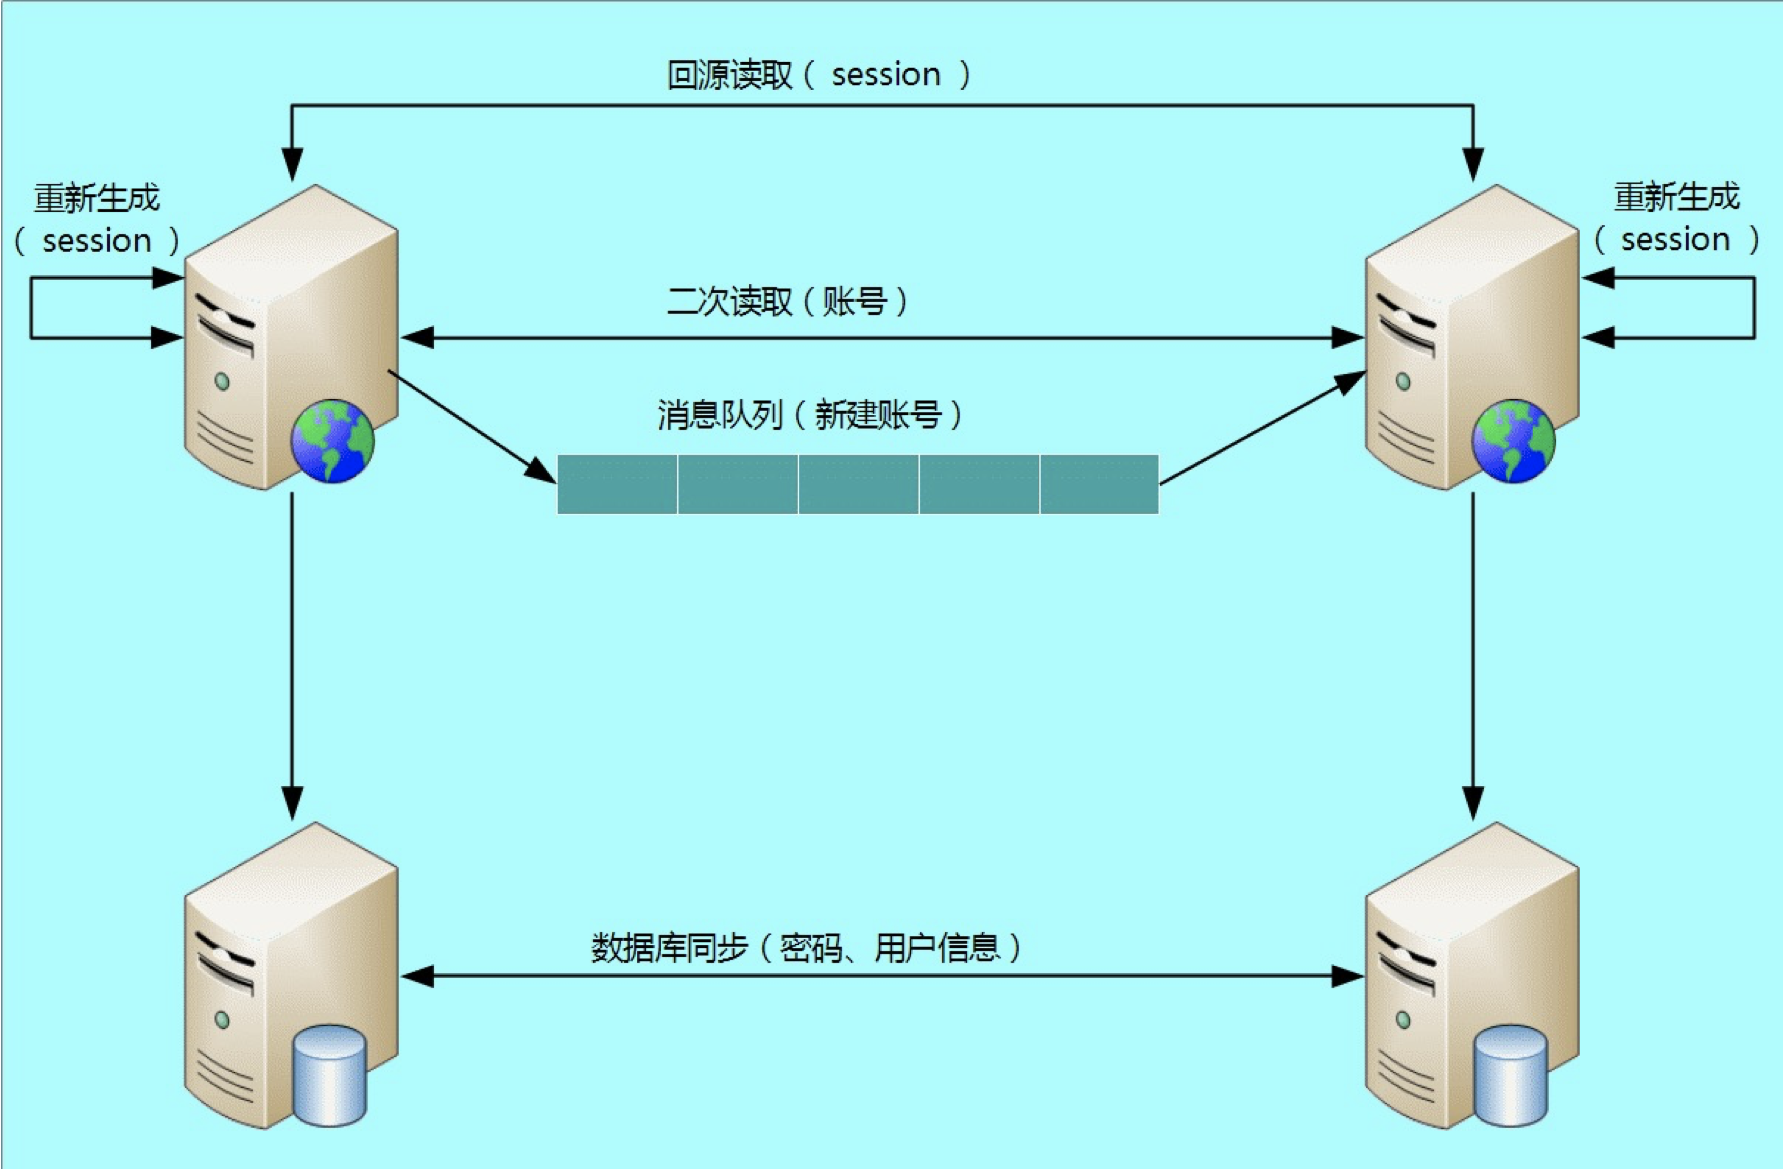 回源读取（ session ）
重新生成
（ session ）
重新生成
（ session ）
二次读取（账号）
消息队列（新建账号）
数据库同步（密码、用户信息）